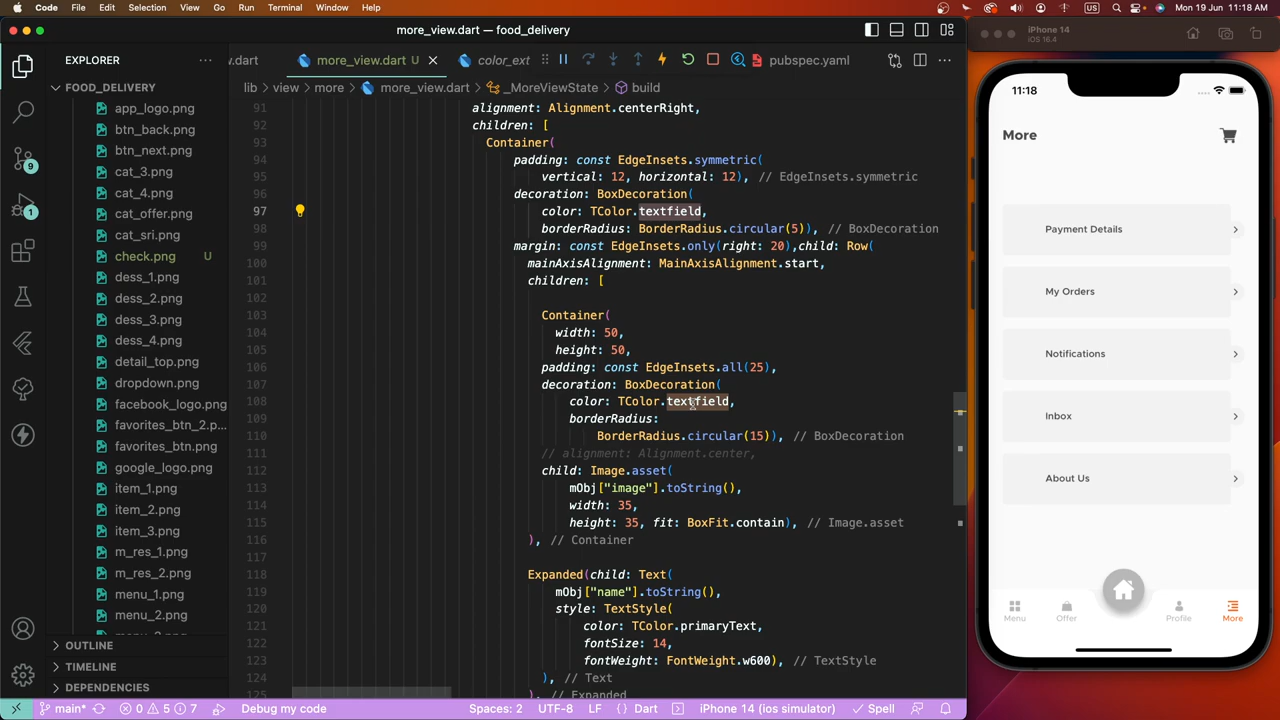 Code File Edit Selection View Go Run Terminal Window Help
US Mon 19 Jun 11:18 AM
more_view.dart — food_delivery
EXPLORER ...
w.dart
more_view.dart U
color_ext
pubspec.yaml
lib > view > more > more_view.dart > _MoreViewState > build
FOOD_DELIVERY
app_logo.png
btn_back.png
btn_next.png
cat_3.png
cat_4.png
cat_offer.png
cat_sri.png
check.png U
dess_1.png
dess_2.png
dess_3.png
dess_4.png
detail_top.png
dropdown.png
facebook_logo.png
favorites_btn_2.p...
favorites_btn.png
google_logo.png
item_1.png
item_2.png
item_3.png
m_res_1.png
m_res_2.png
menu_1.png
menu_2.png
OUTLINE
TIMELINE
DEPENDENCIES
9
1
91 alignment: Alignment.centerRight,
92 children: [
93 Container(
94 padding: const EdgeInsets.symmetric(
95 vertical: 12, horizontal: 12), // EdgeInsets.symmetric
96 decoration: BoxDecoration(
97 color: TColor.textfield,
98 borderRadius: BorderRadius.circular(5)), // BoxDecoration
99 margin: const EdgeInsets.only(right: 20),child: Row(
100 mainAxisAlignment: MainAxisAlignment.start,
101 children: [
102
103 Container(
104 width: 50,
105 height: 50,
106 padding: const EdgeInsets.all(25),
107 decoration: BoxDecoration(
108 color: TColor.textfield,
109 borderRadius:
110 BorderRadius.circular(15)), // BoxDecoration
111 // alignment: Alignment.center,
112 child: Image.asset(
113 mObj["image"].toString(),
114 width: 35,
115 height: 35, fit: BoxFit.contain), // Image.asset
116 ), // Container
117
118 Expanded(child: Text(
119 mObj["name"].toString(),
120 style: TextStyle(
121 color: TColor.primaryText,
122 fontSize: 14,
123 fontWeight: FontWeight.w600), // TextStyle
124 ), // Text
125 ), // Expanded
main* 0 5 7 Debug my code Spaces: 2 UTF-8 LF {} Dart iPhone 14 (ios simulator) Spell
iPhone 14
iOS 16.4
11:18
More
Payment Details
My Orders
Notifications
Inbox
About Us
Menu Offer Profile More